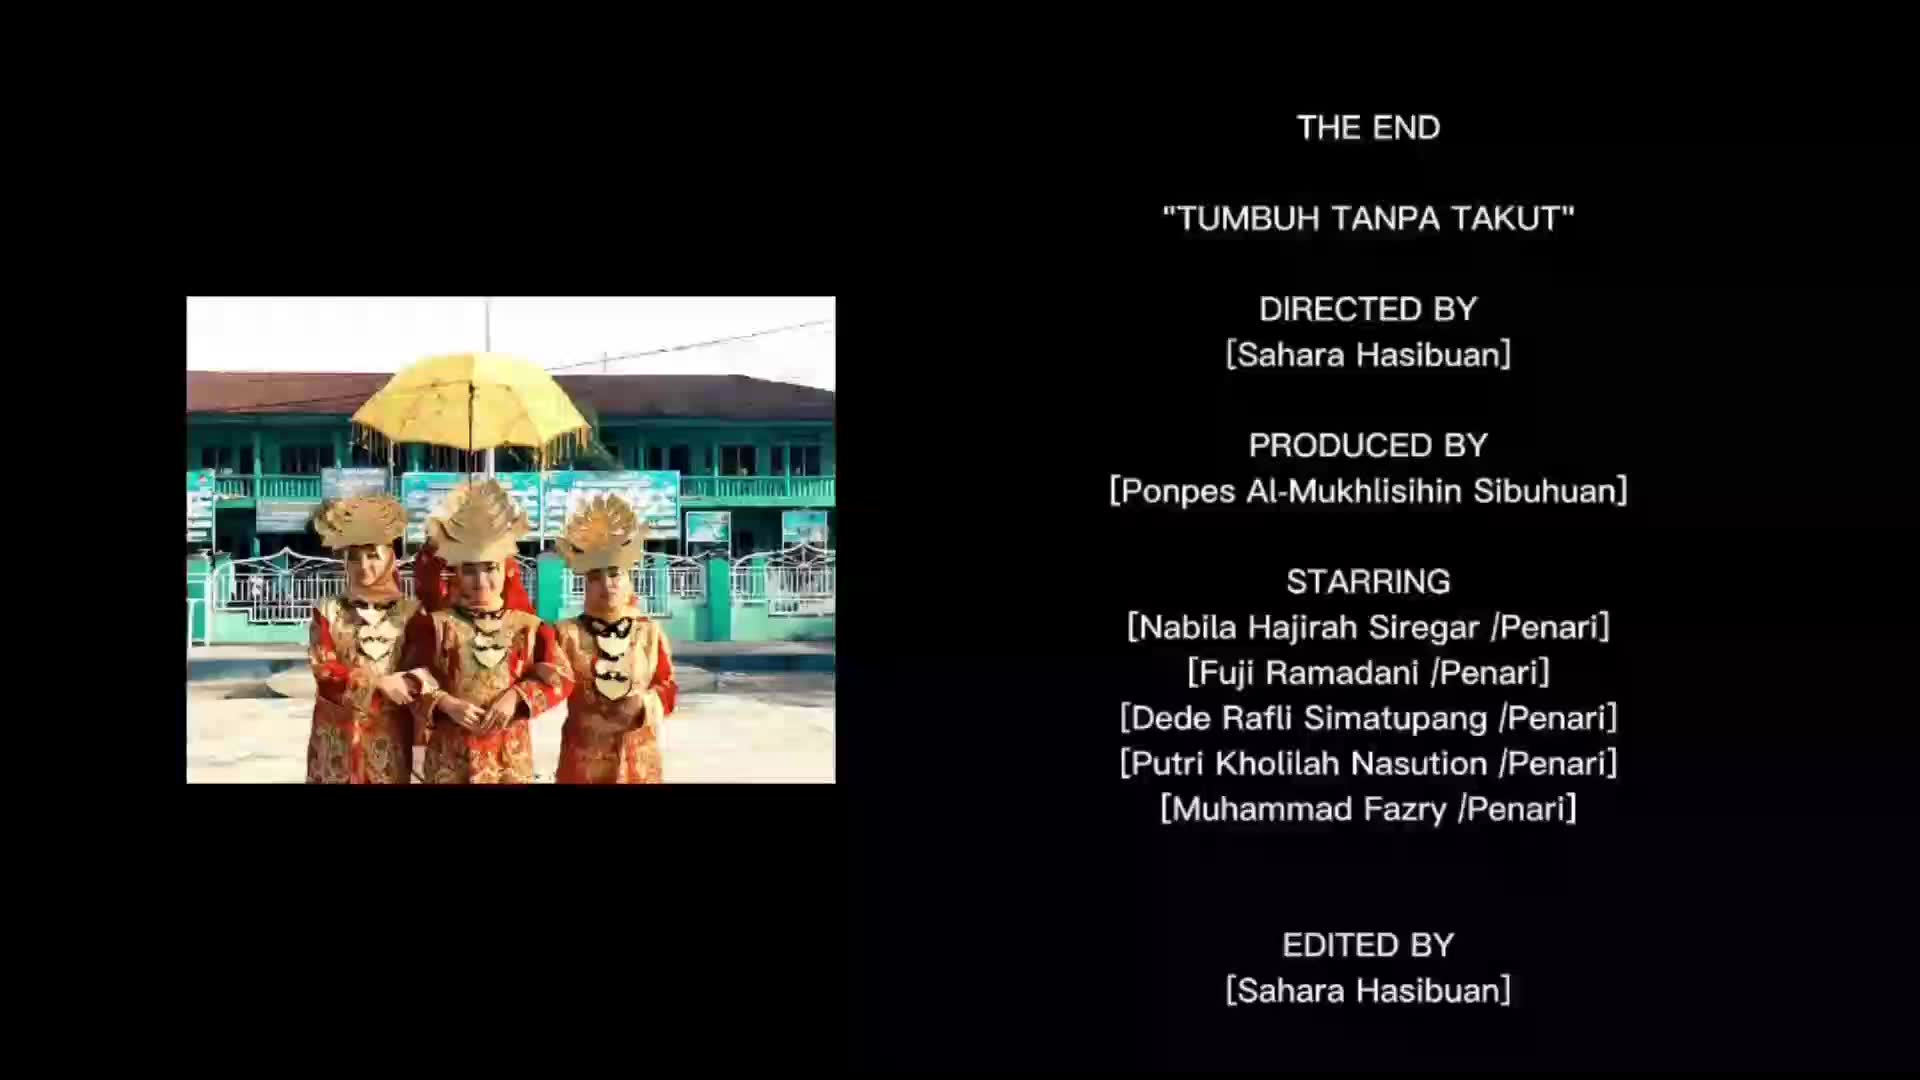 THE END
"TUMBUH TANPA TAKUT"
DIRECTED BY
[Sahara Hasibuan]
PRODUCED BY
[Ponpes Al-Mukhlisihin Sibuhuan]
STARRING
[Nabila Hajirah Siregar /Penari]
[Fuji Ramadani /Penari]
[Dede Rafli Simatupang /Penari]
[Putri Kholilah Nasution /Penari]
[Muhammad Fazry /Penari]
EDITED BY
[Sahara Hasibuan]